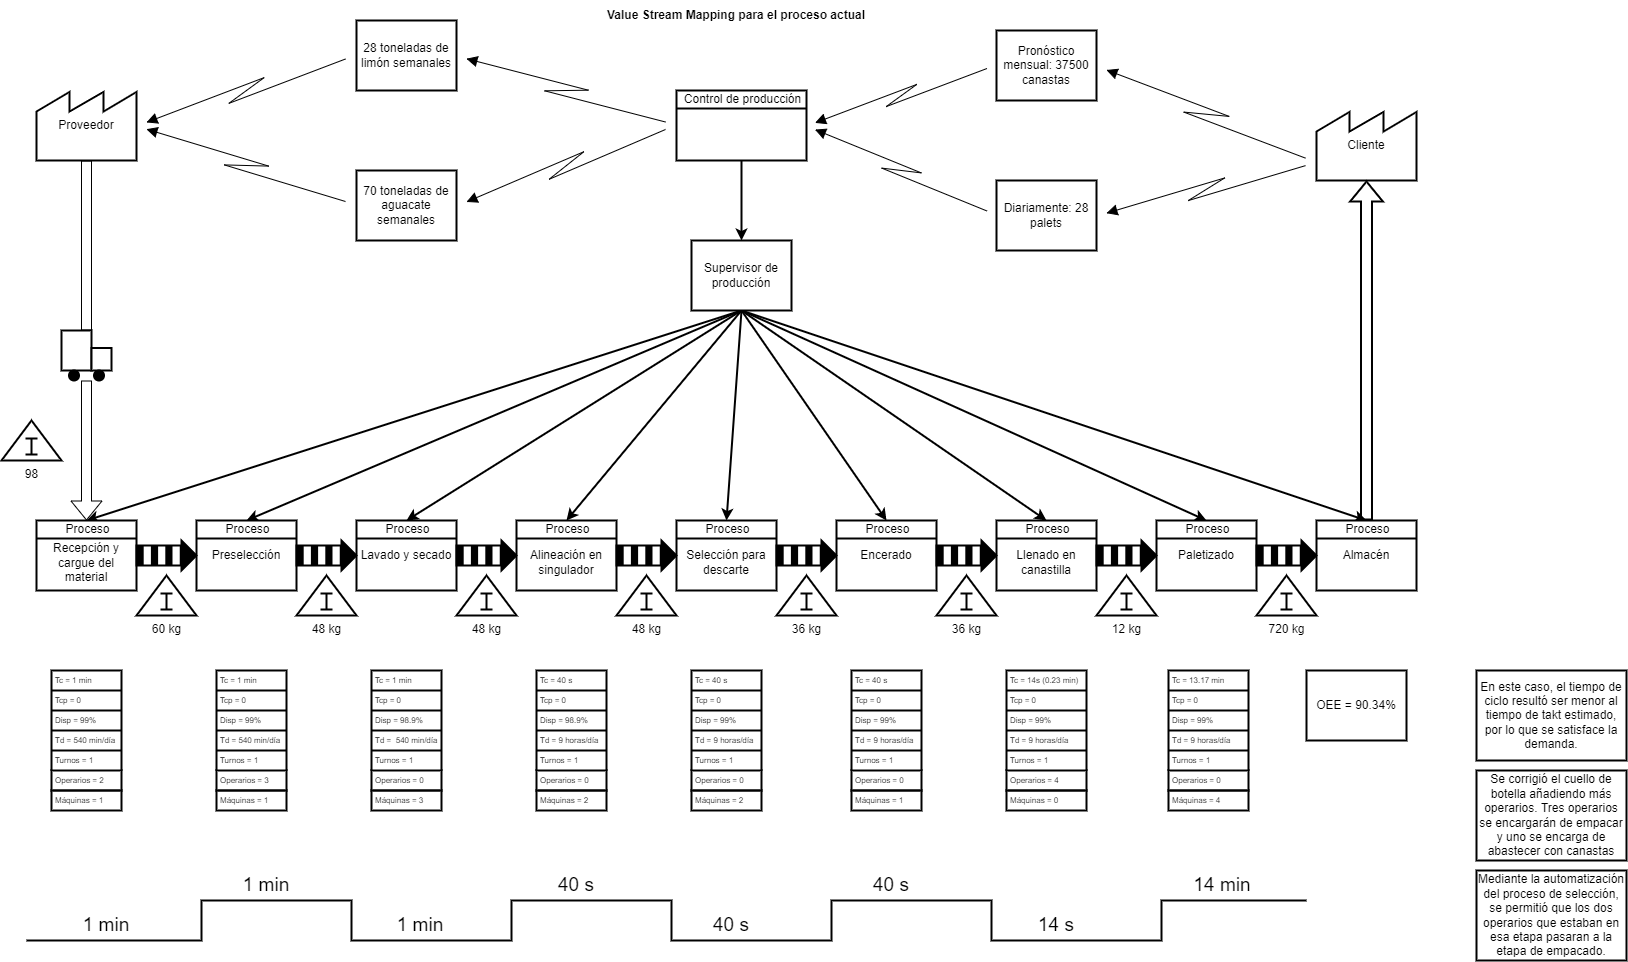 Value Stream Mapping para el proceso actual
28 toneladas de
limón semanales
Pronóstico
mensual: 37500
canastas
Control de producción
Proveedor
Cliente
70 toneladas de
aguacate
semanales
Diariamente: 28
palets
Supervisor de
producción
I
98
Proceso
Recepción y
cargue del
material
Proceso
Preselección
Proceso
Lavado y secado
Proceso
Alineación en
singulador
Proceso
Selección para
descarte
Proceso
Encerado
Proceso
Llenado en
canastilla
Proceso
Paletizado
Proceso
Almacén
I
60 kg
I
48 kg
I
48 kg
I
48 kg
I
36 kg
I
36 kg
I
12 kg
I
720 kg
Tc = 1 min
Tcp = 0
Disp = 99%
Td = 540 min/día
Turnos = 1
Operarios = 2
Máquinas = 1
Tc = 1 min
Tcp = 0
Disp = 99%
Td = 540 min/día
Turnos = 1
Operarios = 3
Máquinas = 1
Tc = 1 min
Tcp = 0
Disp = 98.9%
Td = 540 min/día
Turnos = 1
Operarios = 0
Máquinas = 3
Tc = 40 s
Tcp = 0
Disp = 98.9%
Td = 9 horas/día
Turnos = 1
Operarios = 0
Máquinas = 2
Tc = 40 s
Tcp = 0
Disp = 99%
Td = 9 horas/día
Turnos = 1
Operarios = 0
Máquinas = 2
Tc = 40 s
Tcp = 0
Disp = 99%
Td = 9 horas/día
Turnos = 1
Operarios = 0
Máquinas = 1
Tc = 14s (0.23 min)
Tcp = 0
Disp = 99%
Td = 9 horas/día
Turnos = 1
Operarios = 4
Máquinas = 0
Tc = 13.17 min
Tcp = 0
Disp = 99%
Td = 9 horas/día
Turnos = 1
Operarios = 0
Máquinas = 4
OEE = 90.34%
En este caso, el tiempo de
ciclo resultó ser menor al
tiempo de takt estimado,
por lo que se satisface la
demanda.
Se corrigió el cuello de
botella añadiendo más
operarios. Tres operarios
se encargarán de empacar
y uno se encarga de
abastecer con canastas
Mediante la automatización
del proceso de selección,
se permitió que los dos
operarios que estaban en
esa etapa pasaran a la
etapa de empacado.
1 min
1 min
1 min
40 s
40 s
40 s
14 s
14 min